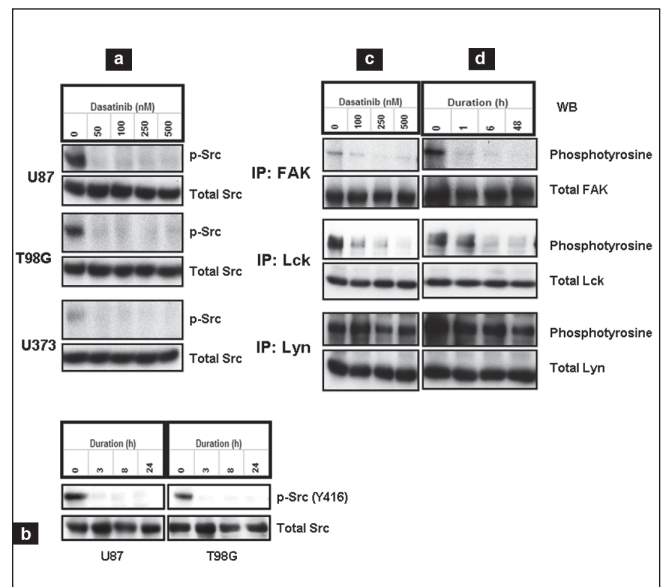 a
Dasatinib (nM)
0 50 100 250 500
U87
p-Src
Total Src
T98G
p-Src
Total Src
U373
p-Src
Total Src
c
Dasatinib (nM)
0 100 250 500
d
Duration (h)
0 1 6 48
WB
IP: FAK
Phosphotyrosine
Total FAK
IP: Lck
Phosphotyrosine
Total Lck
IP: Lyn
Phosphotyrosine
Total Lyn
b
Duration (h)
0 3 8 24
Duration (h)
0 3 8 24
p-Src (Y416)
Total Src
U87
T98G